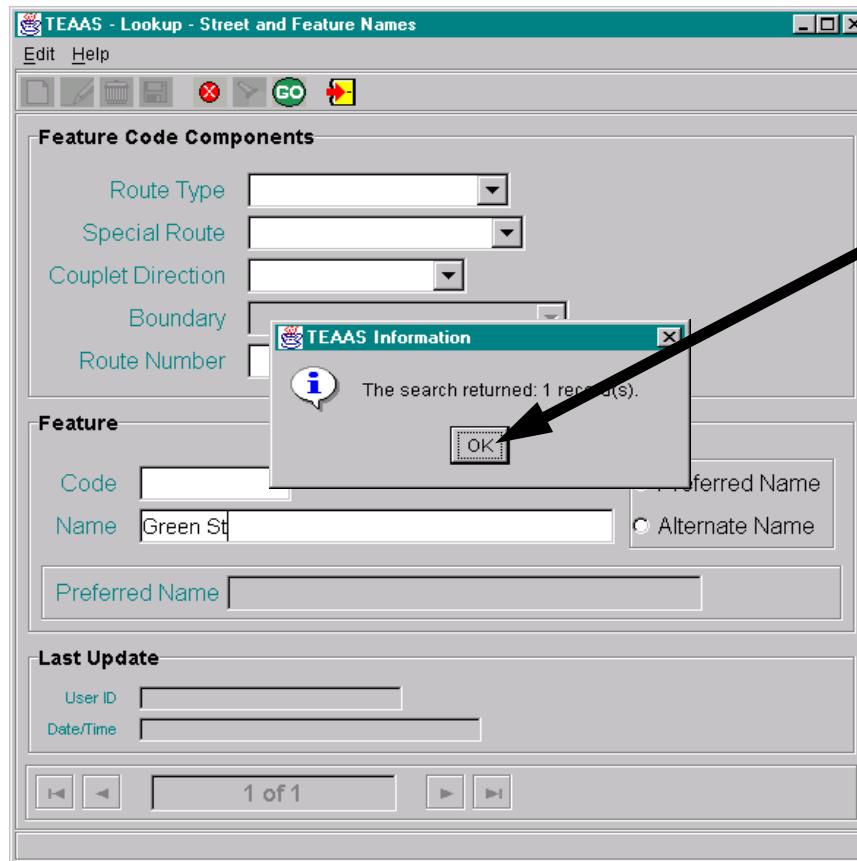 TEAAS - Lookup - Street and Feature Names
Edit Help
GO
Feature Code Components
Route Type
Special Route
Couplet Direction
Boundary
Route Number
TEAAS Information
The search returned: 1 record(s).
OK
Feature
Code
Preferred Name
Name
Green St
Alternate Name
Preferred Name
Last Update
User ID
Date/Time
1 of 1